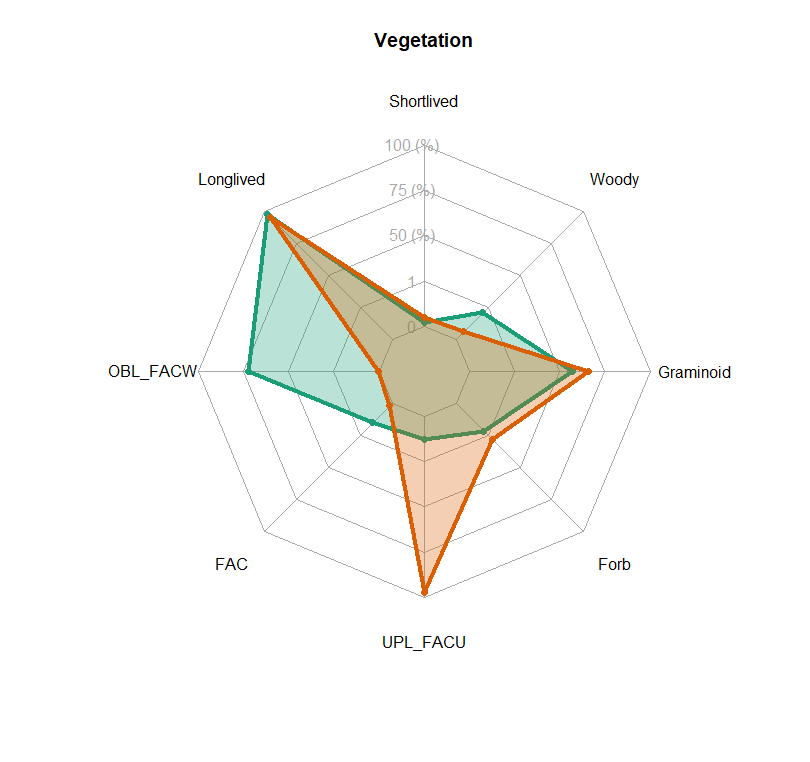 Vegetation
Shortlived
100 (%)
Longlived
Woody
75 (%)
50 (%)
1
0
OBL_FACW
Graminoid
FAC
Forb
UPL_FACU